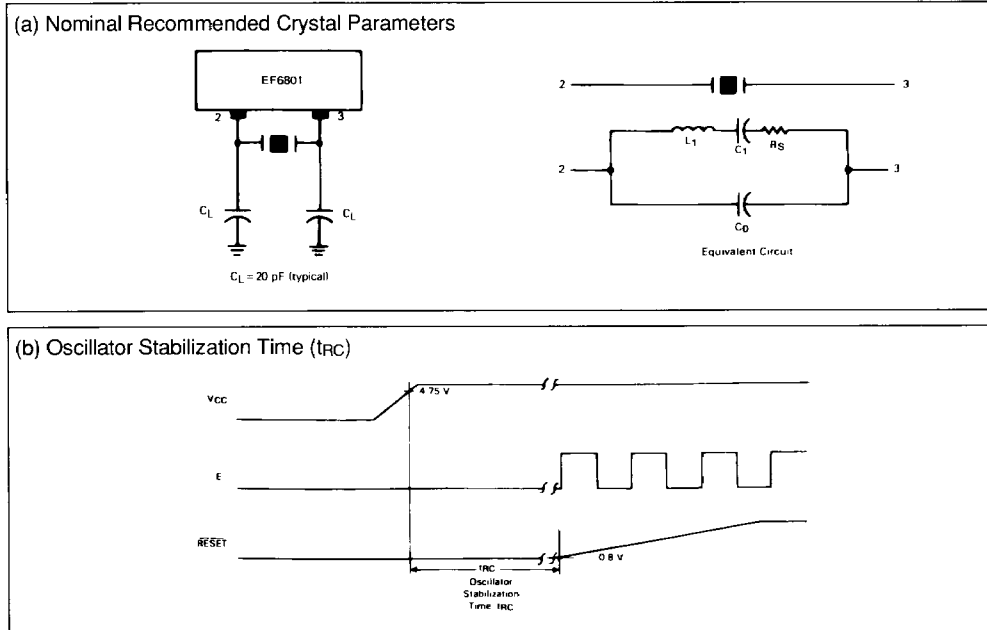 (a) Nominal Recommended Crystal Parameters
EF6801
2 3
CL CL
CL = 20 pF (typical)
2 3
L1 C1 RS
2 3
C0
Equivalent Circuit
(b) Oscillator Stabilization Time (tRC)
VCC
4 75 V
E
RESET
0 8 V
tRC
Oscillator
Stabilization
Time tRC